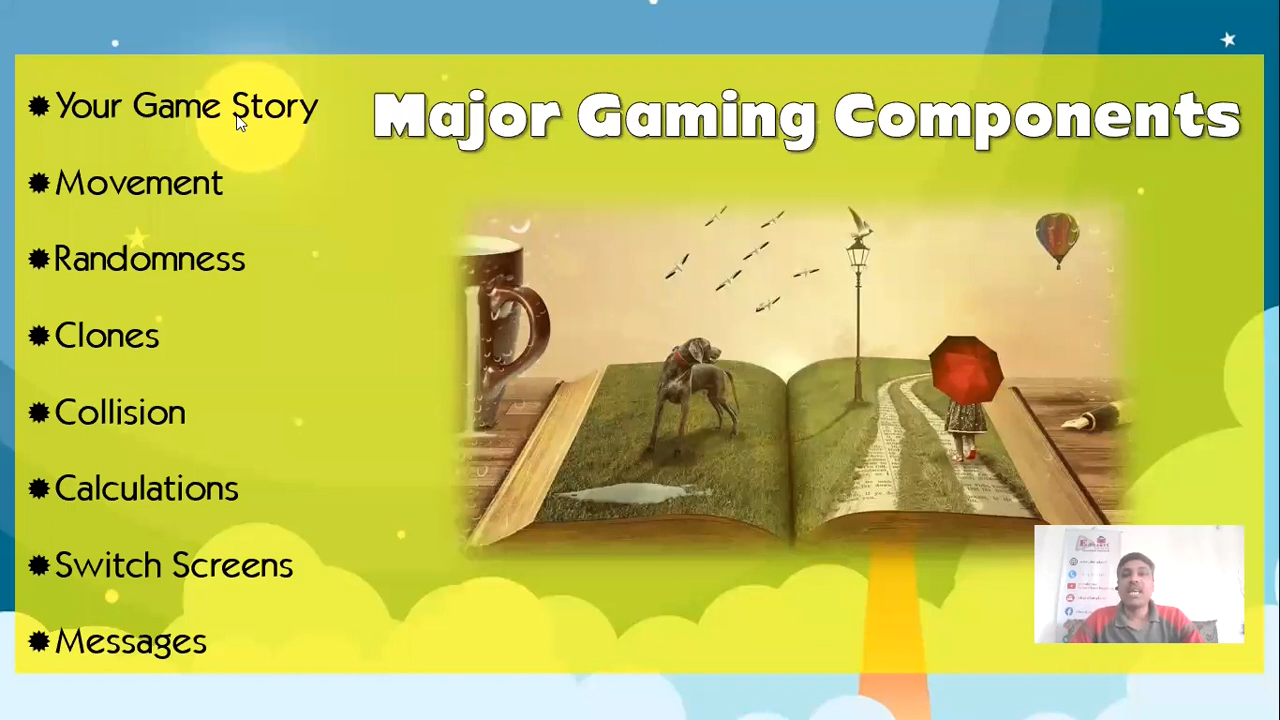 Major Gaming Components
Your Game Story
Movement
Randomness
Clones
Collision
Calculations
Switch Screens
Messages